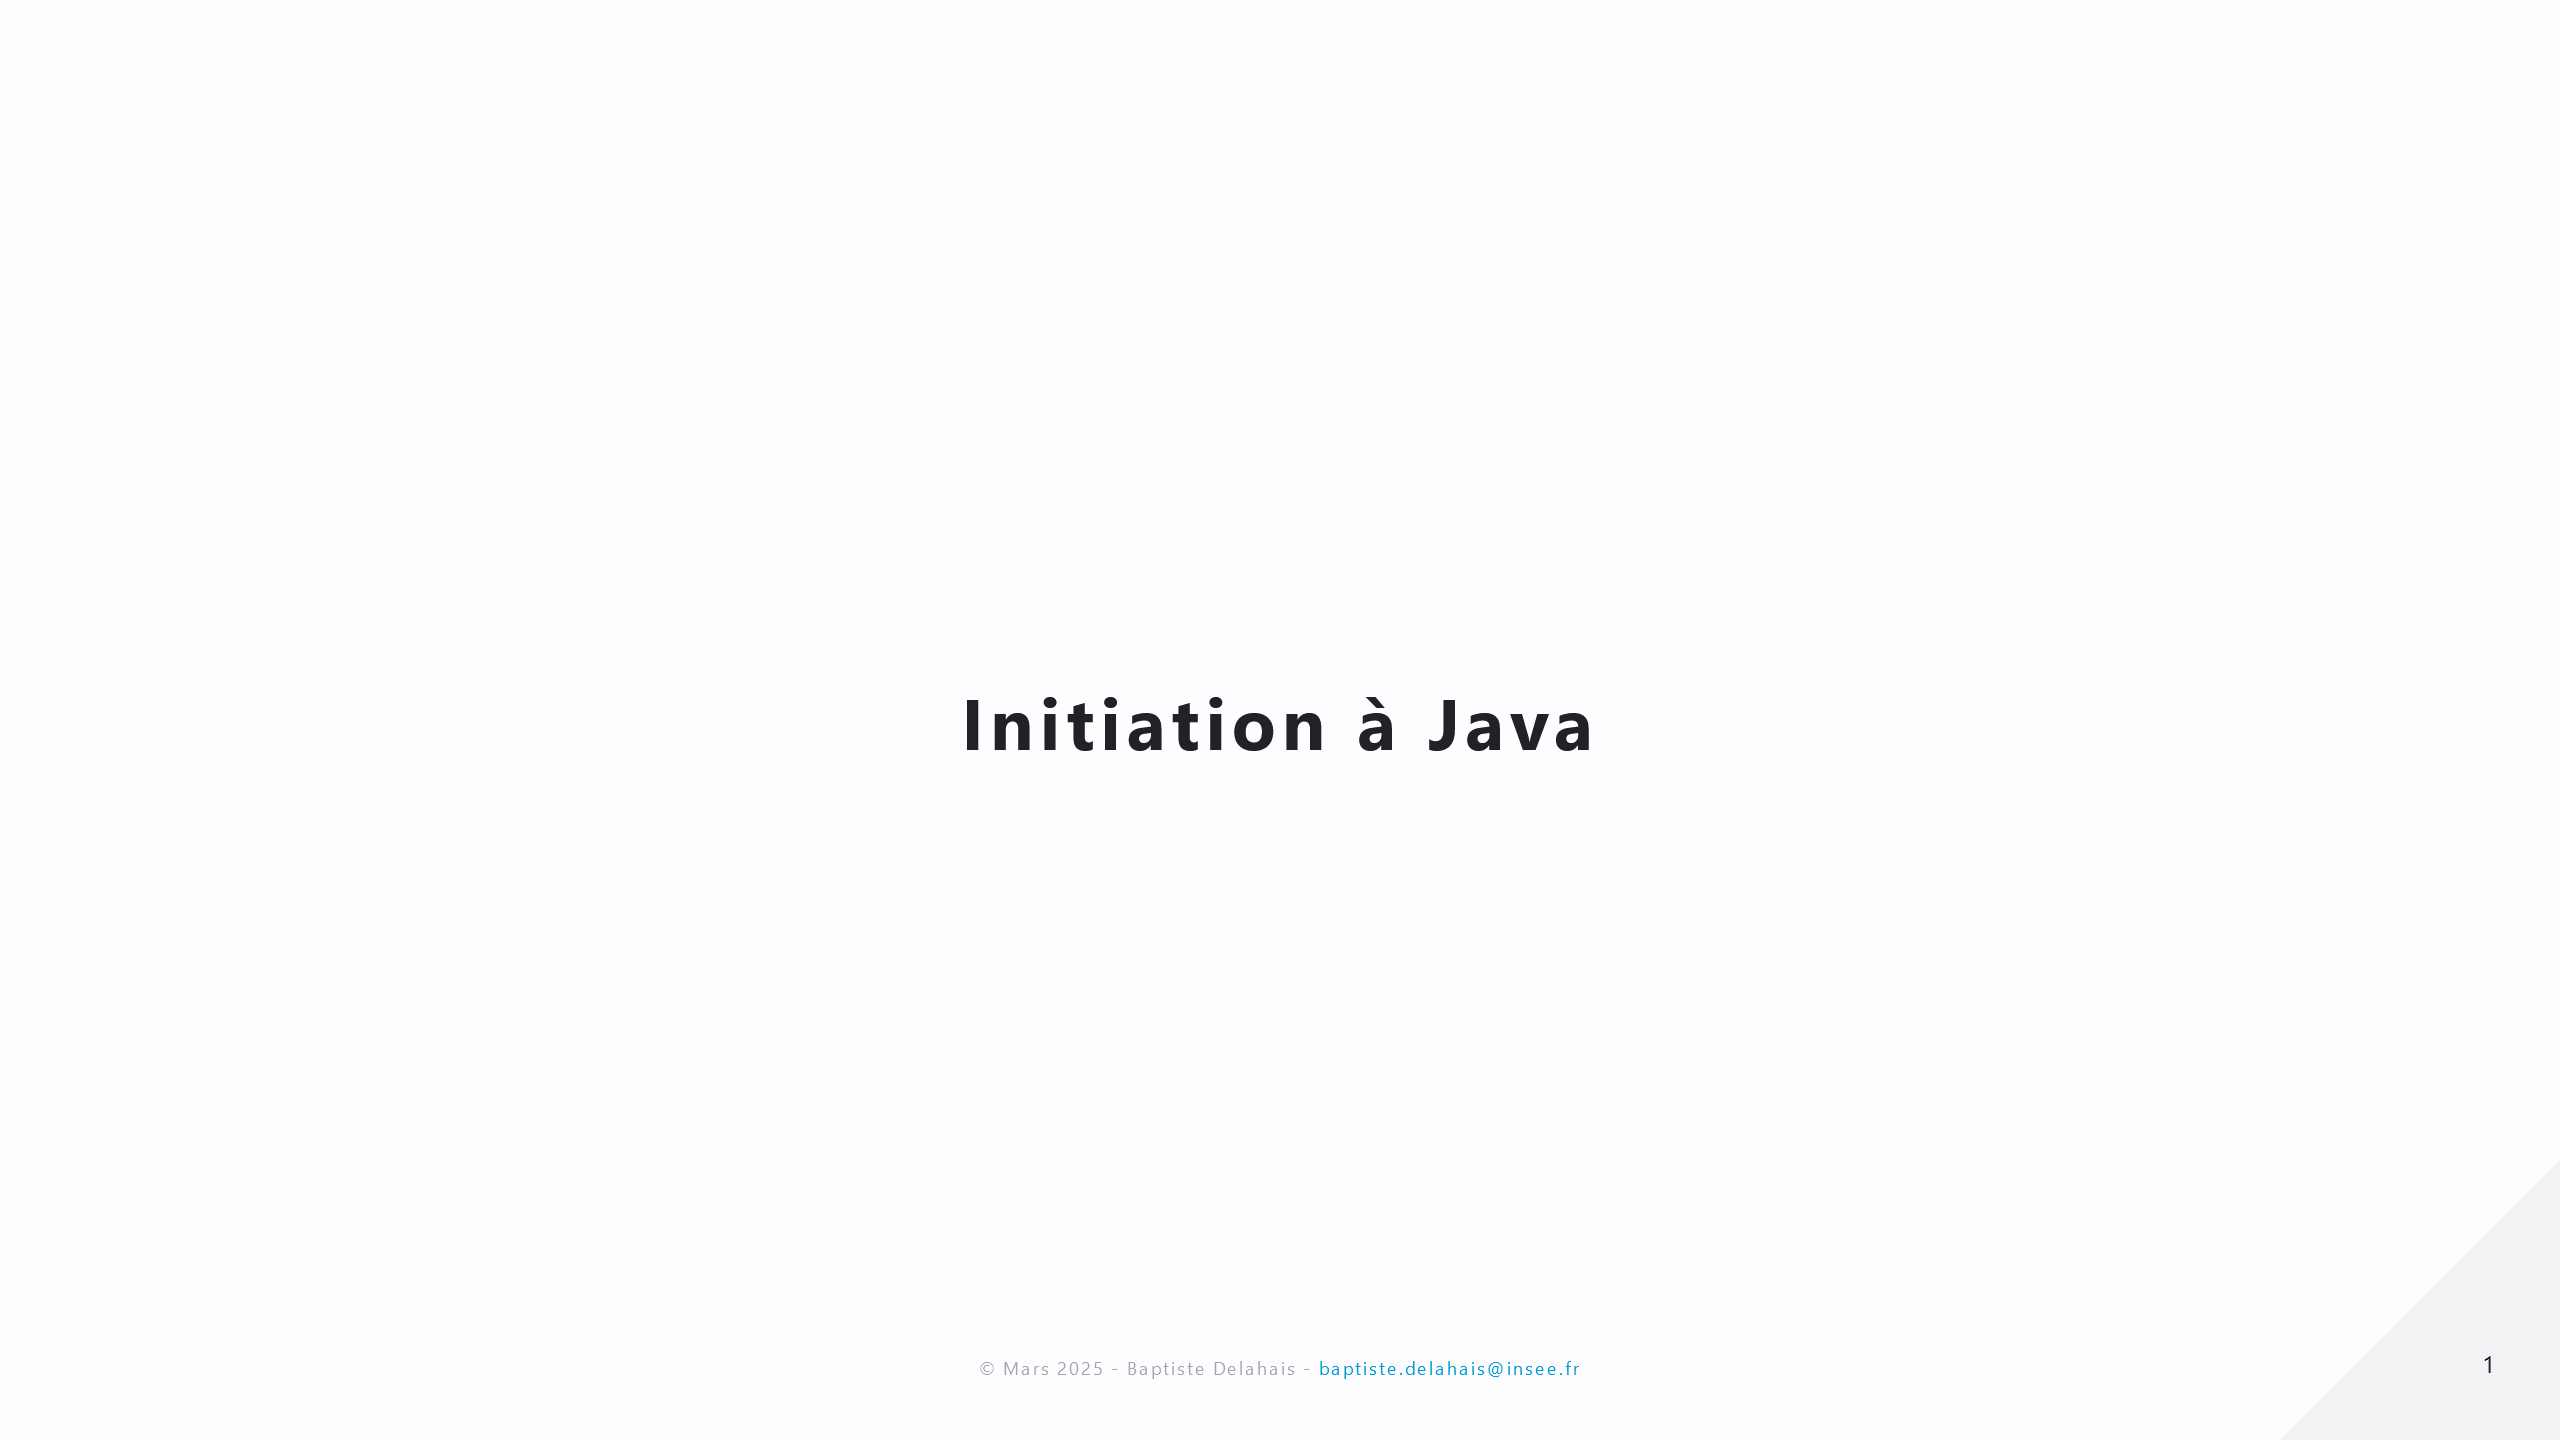 Initiation à Java
© Mars 2025 - Baptiste Delahais - baptiste.delahais@insee.fr
1